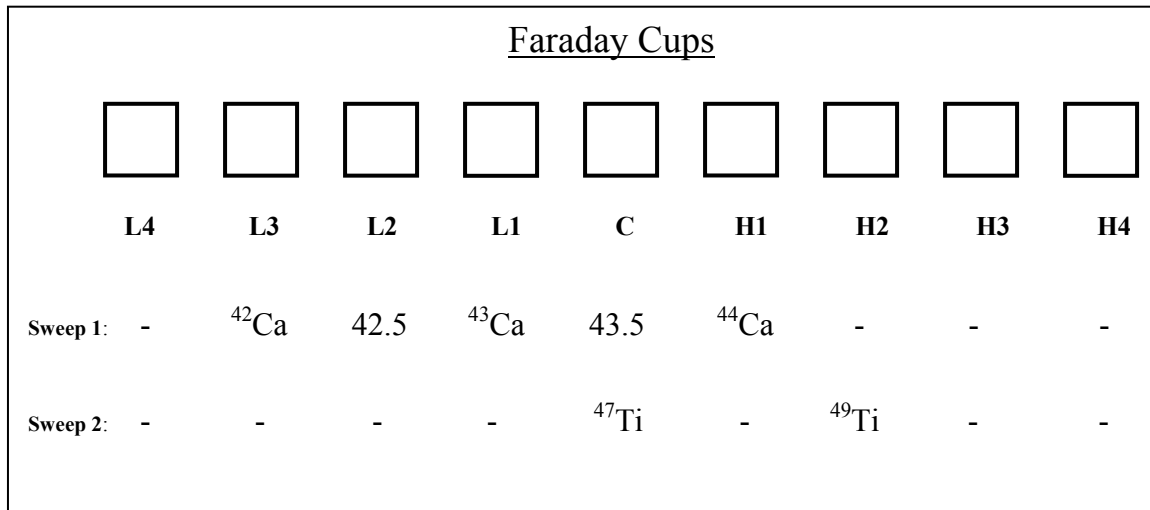 Faraday Cups
L4 L3 L2 L1 C H1 H2 H3 H4
Sweep 1: - ⁴²Ca 42.5 ⁴³Ca 43.5 ⁴⁴Ca - - -
Sweep 2: - - - - ⁴⁷Ti - ⁴⁹Ti - -